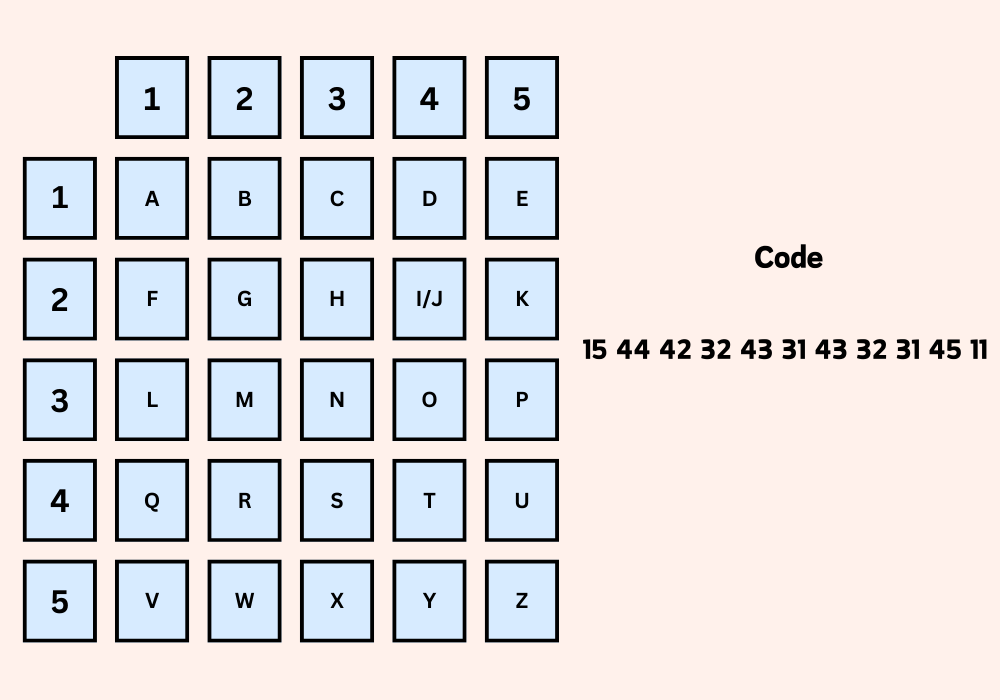 1 2 3 4 5
1 A B C D E
2 F G H I/J K
3 L M N O P
4 Q R S T U
5 V W X Y Z
Code
15 44 42 32 43 31 43 32 31 45 11